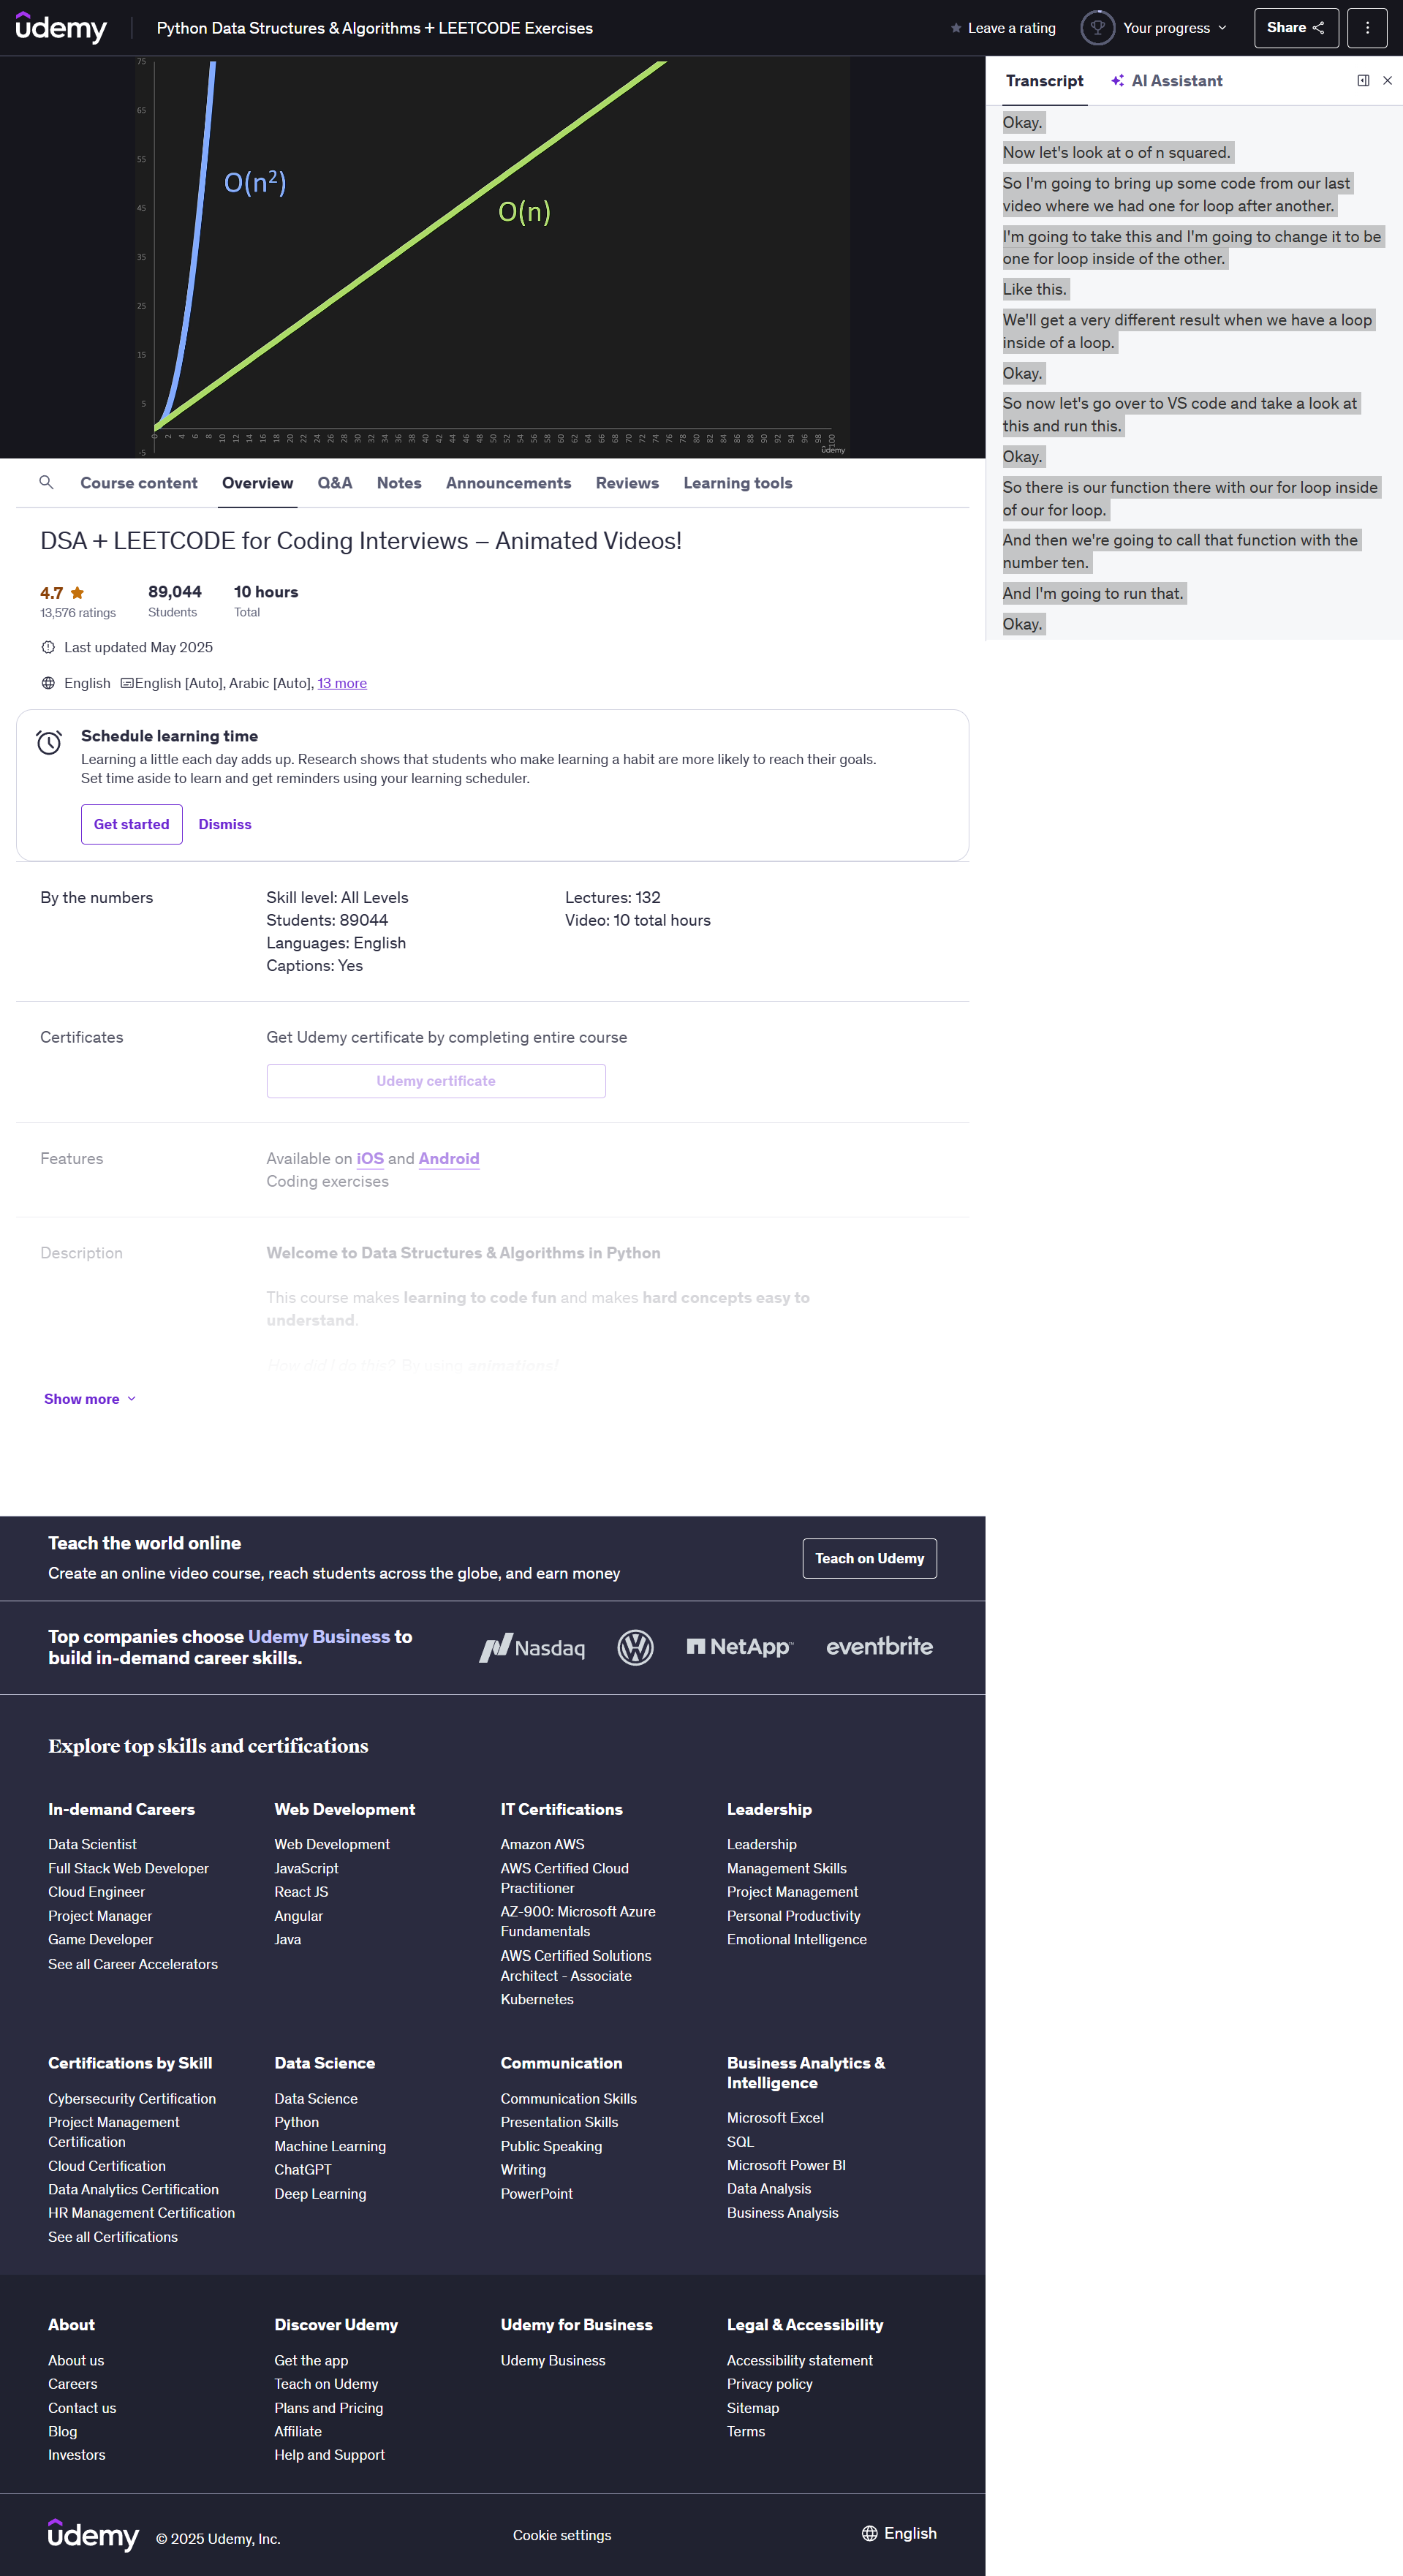 udemy
Python Data Structures & Algorithms + LEETCODE Exercises
Leave a rating
Your progress
Share
75
65
55
45
35
25
15
5
-5
O(n²)
O(n)
0 2 4 6 8 10 12 14 16 18 20 22 24 26 28 30 32 34 36 38 40 42 44 46 48 50 52 54 56 58 60 62 64 66 68 70 72 74 76 78 80 82 84 86 88 90 92 94 96 98 100
udemy
Transcript
AI Assistant
Okay.
Now let's look at o of n squared.
So I'm going to bring up some code from our last
video where we had one for loop after another.
I'm going to take this and I'm going to change it to be
one for loop inside of the other.
Like this.
We'll get a very different result when we have a loop
inside of a loop.
Okay.
So now let's go over to VS code and take a look at
this and run this.
Okay.
So there is our function there with our for loop inside
of our for loop.
And then we're going to call that function with the
number ten.
And I'm going to run that.
Okay.
Course content
Overview
Q&A
Notes
Announcements
Reviews
Learning tools
DSA + LEETCODE for Coding Interviews – Animated Videos!
4.7
13,576 ratings
89,044
Students
10 hours
Total
Last updated May 2025
English
English [Auto], Arabic [Auto], 13 more
Schedule learning time
Learning a little each day adds up. Research shows that students who make learning a habit are more likely to reach their goals.
Set time aside to learn and get reminders using your learning scheduler.
Get started
Dismiss
By the numbers
Skill level: All Levels
Students: 89044
Languages: English
Captions: Yes
Lectures: 132
Video: 10 total hours
Certificates
Get Udemy certificate by completing entire course
Udemy certificate
Features
Available on iOS and Android
Coding exercises
Description
Welcome to Data Structures & Algorithms in Python
This course makes learning to code fun and makes hard concepts easy to
understand.
How did I do this? By using animations!
Show more
Teach the world online
Create an online video course, reach students across the globe, and earn money
Teach on Udemy
Top companies choose Udemy Business to
build in-demand career skills.
Nasdaq
NetApp
eventbrite
Explore top skills and certifications
In-demand Careers
Data Scientist
Full Stack Web Developer
Cloud Engineer
Project Manager
Game Developer
See all Career Accelerators
Web Development
Web Development
JavaScript
React JS
Angular
Java
IT Certifications
Amazon AWS
AWS Certified Cloud
Practitioner
AZ-900: Microsoft Azure
Fundamentals
AWS Certified Solutions
Architect - Associate
Kubernetes
Leadership
Leadership
Management Skills
Project Management
Personal Productivity
Emotional Intelligence
Certifications by Skill
Cybersecurity Certification
Project Management
Certification
Cloud Certification
Data Analytics Certification
HR Management Certification
See all Certifications
Data Science
Data Science
Python
Machine Learning
ChatGPT
Deep Learning
Communication
Communication Skills
Presentation Skills
Public Speaking
Writing
PowerPoint
Business Analytics &
Intelligence
Microsoft Excel
SQL
Microsoft Power BI
Data Analysis
Business Analysis
About
About us
Careers
Contact us
Blog
Investors
Discover Udemy
Get the app
Teach on Udemy
Plans and Pricing
Affiliate
Help and Support
Udemy for Business
Udemy Business
Legal & Accessibility
Accessibility statement
Privacy policy
Sitemap
Terms
udemy
© 2025 Udemy, Inc.
Cookie settings
English